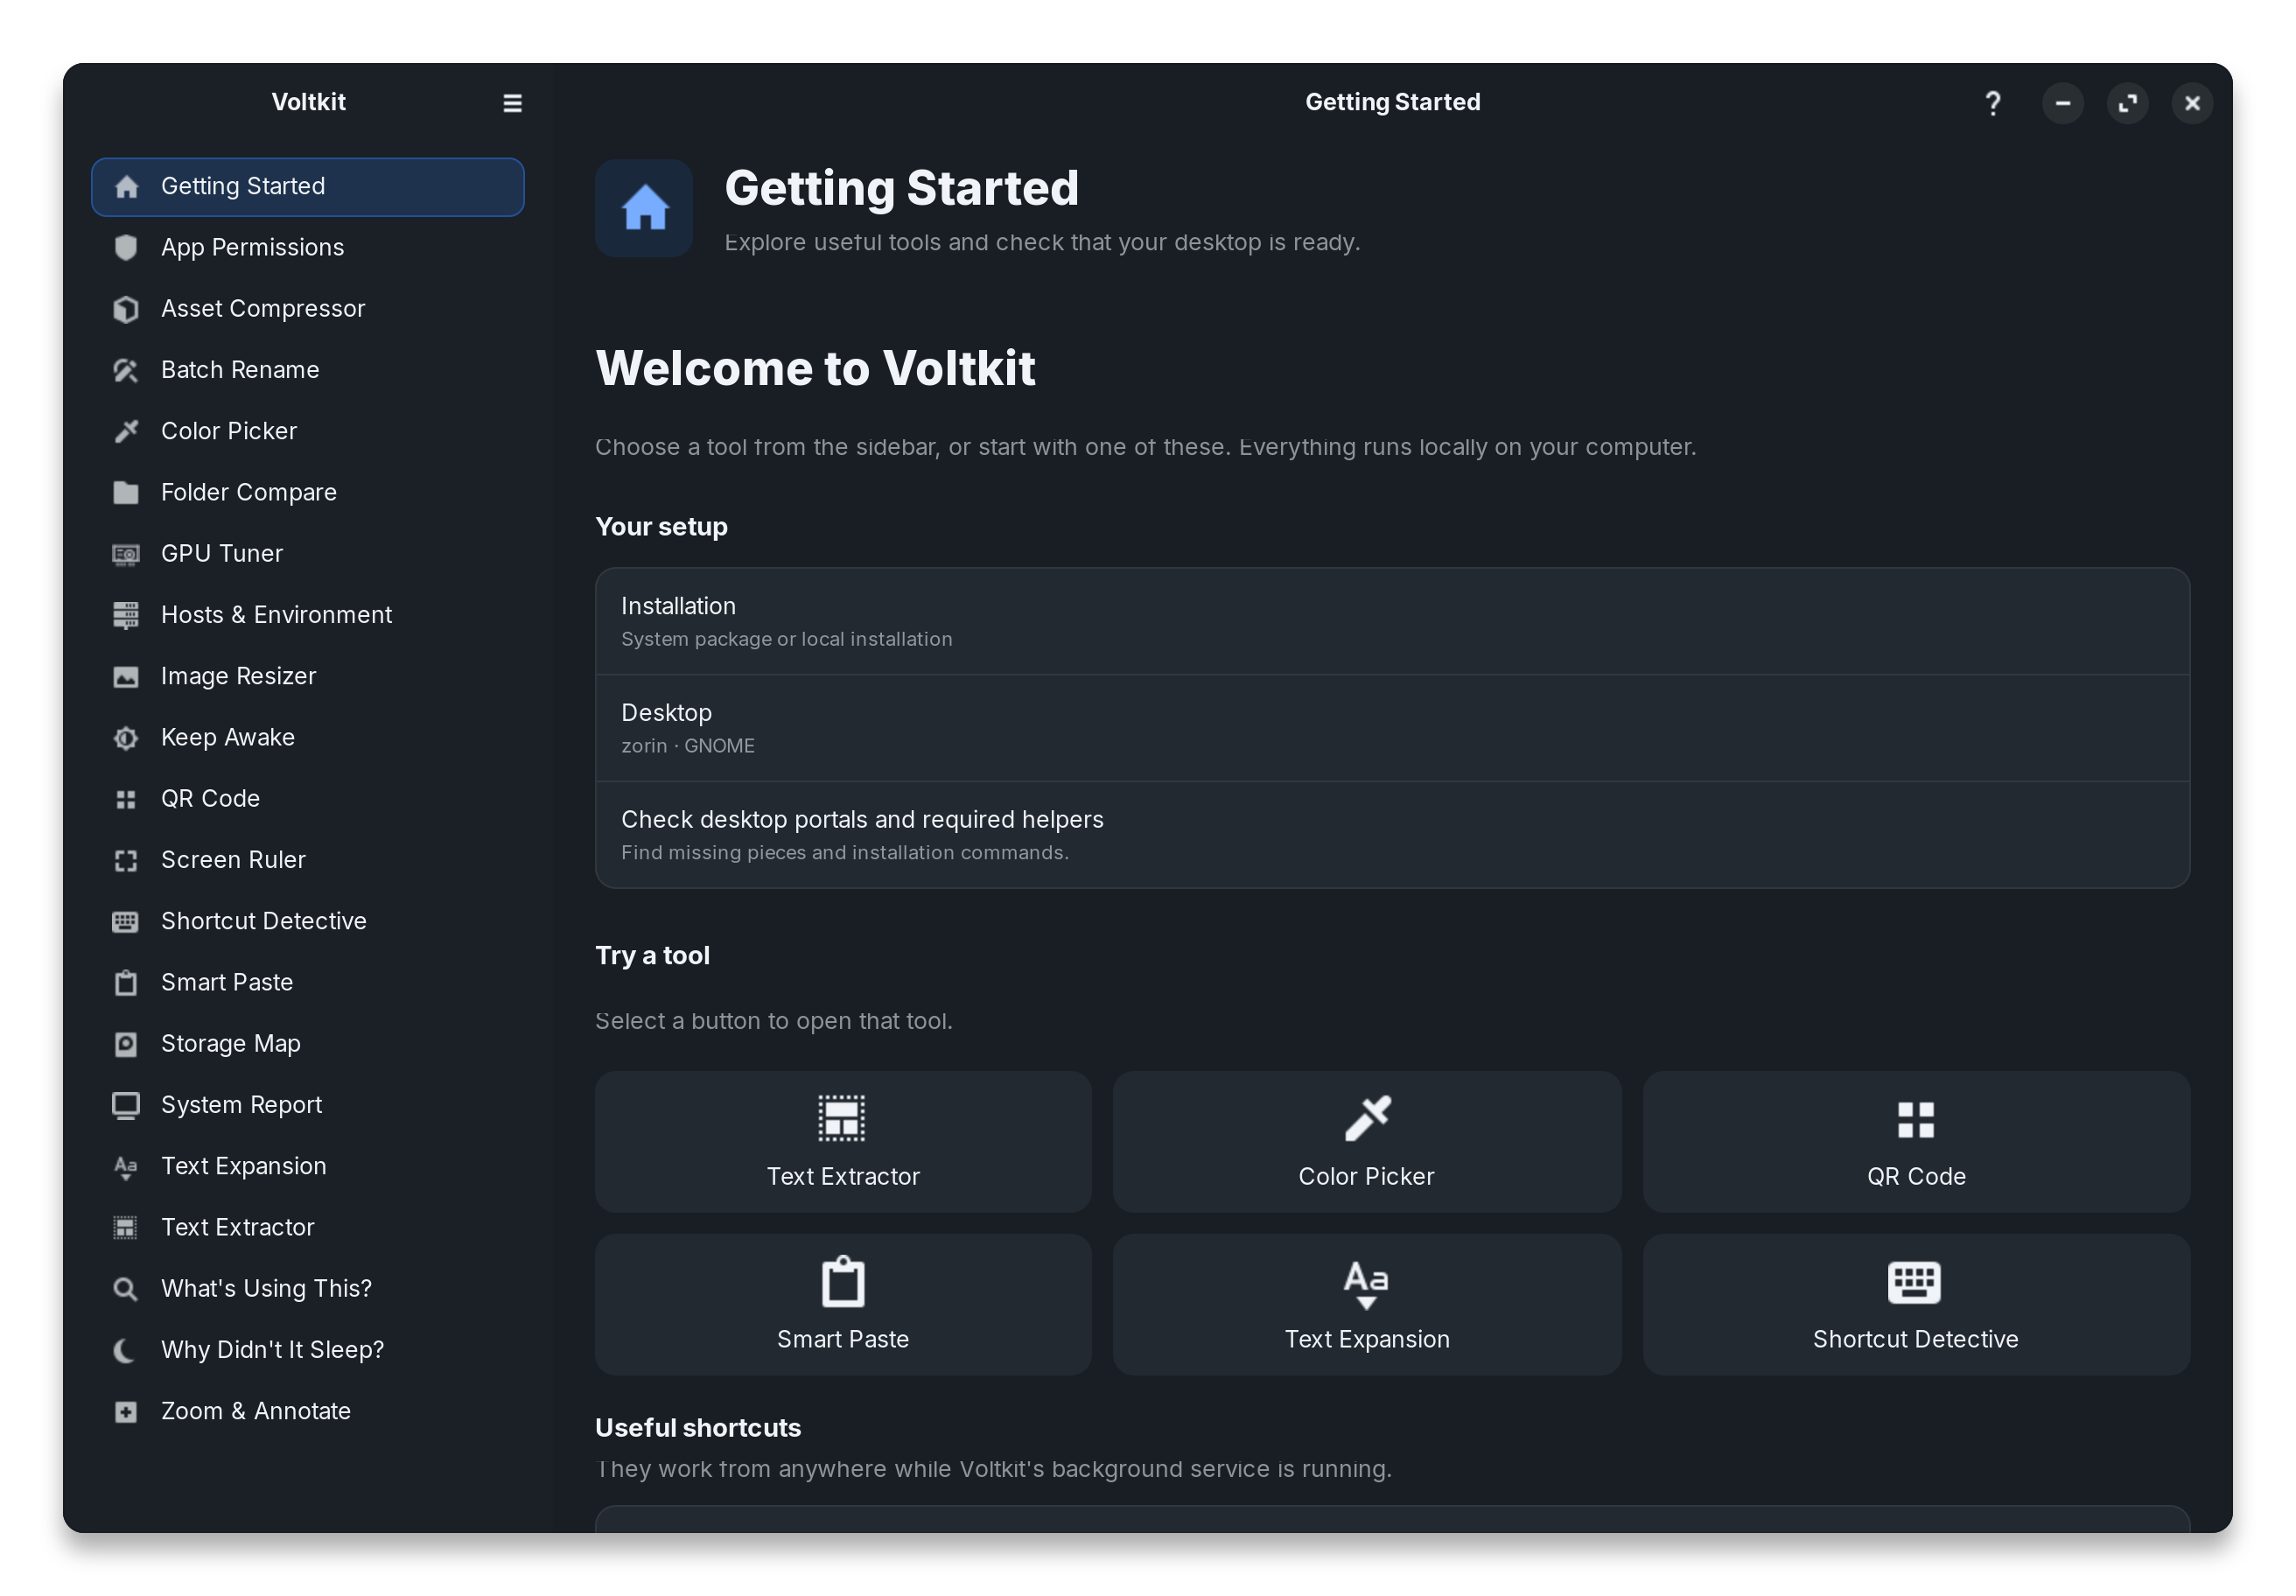 Voltkit
Getting Started
?
Getting Started
App Permissions
Asset Compressor
Batch Rename
Color Picker
Folder Compare
GPU Tuner
Hosts & Environment
Image Resizer
Keep Awake
QR Code
Screen Ruler
Shortcut Detective
Smart Paste
Storage Map
System Report
Text Expansion
Text Extractor
What's Using This?
Why Didn't It Sleep?
Zoom & Annotate
Getting Started
Explore useful tools and check that your desktop is ready.
Welcome to Voltkit
Choose a tool from the sidebar, or start with one of these. Everything runs locally on your computer.
Your setup
Installation
System package or local installation
Desktop
zorin · GNOME
Check desktop portals and required helpers
Find missing pieces and installation commands.
Try a tool
Select a button to open that tool.
Text Extractor
Color Picker
QR Code
Smart Paste
Aa
Text Expansion
Shortcut Detective
Useful shortcuts
They work from anywhere while Voltkit's background service is running.